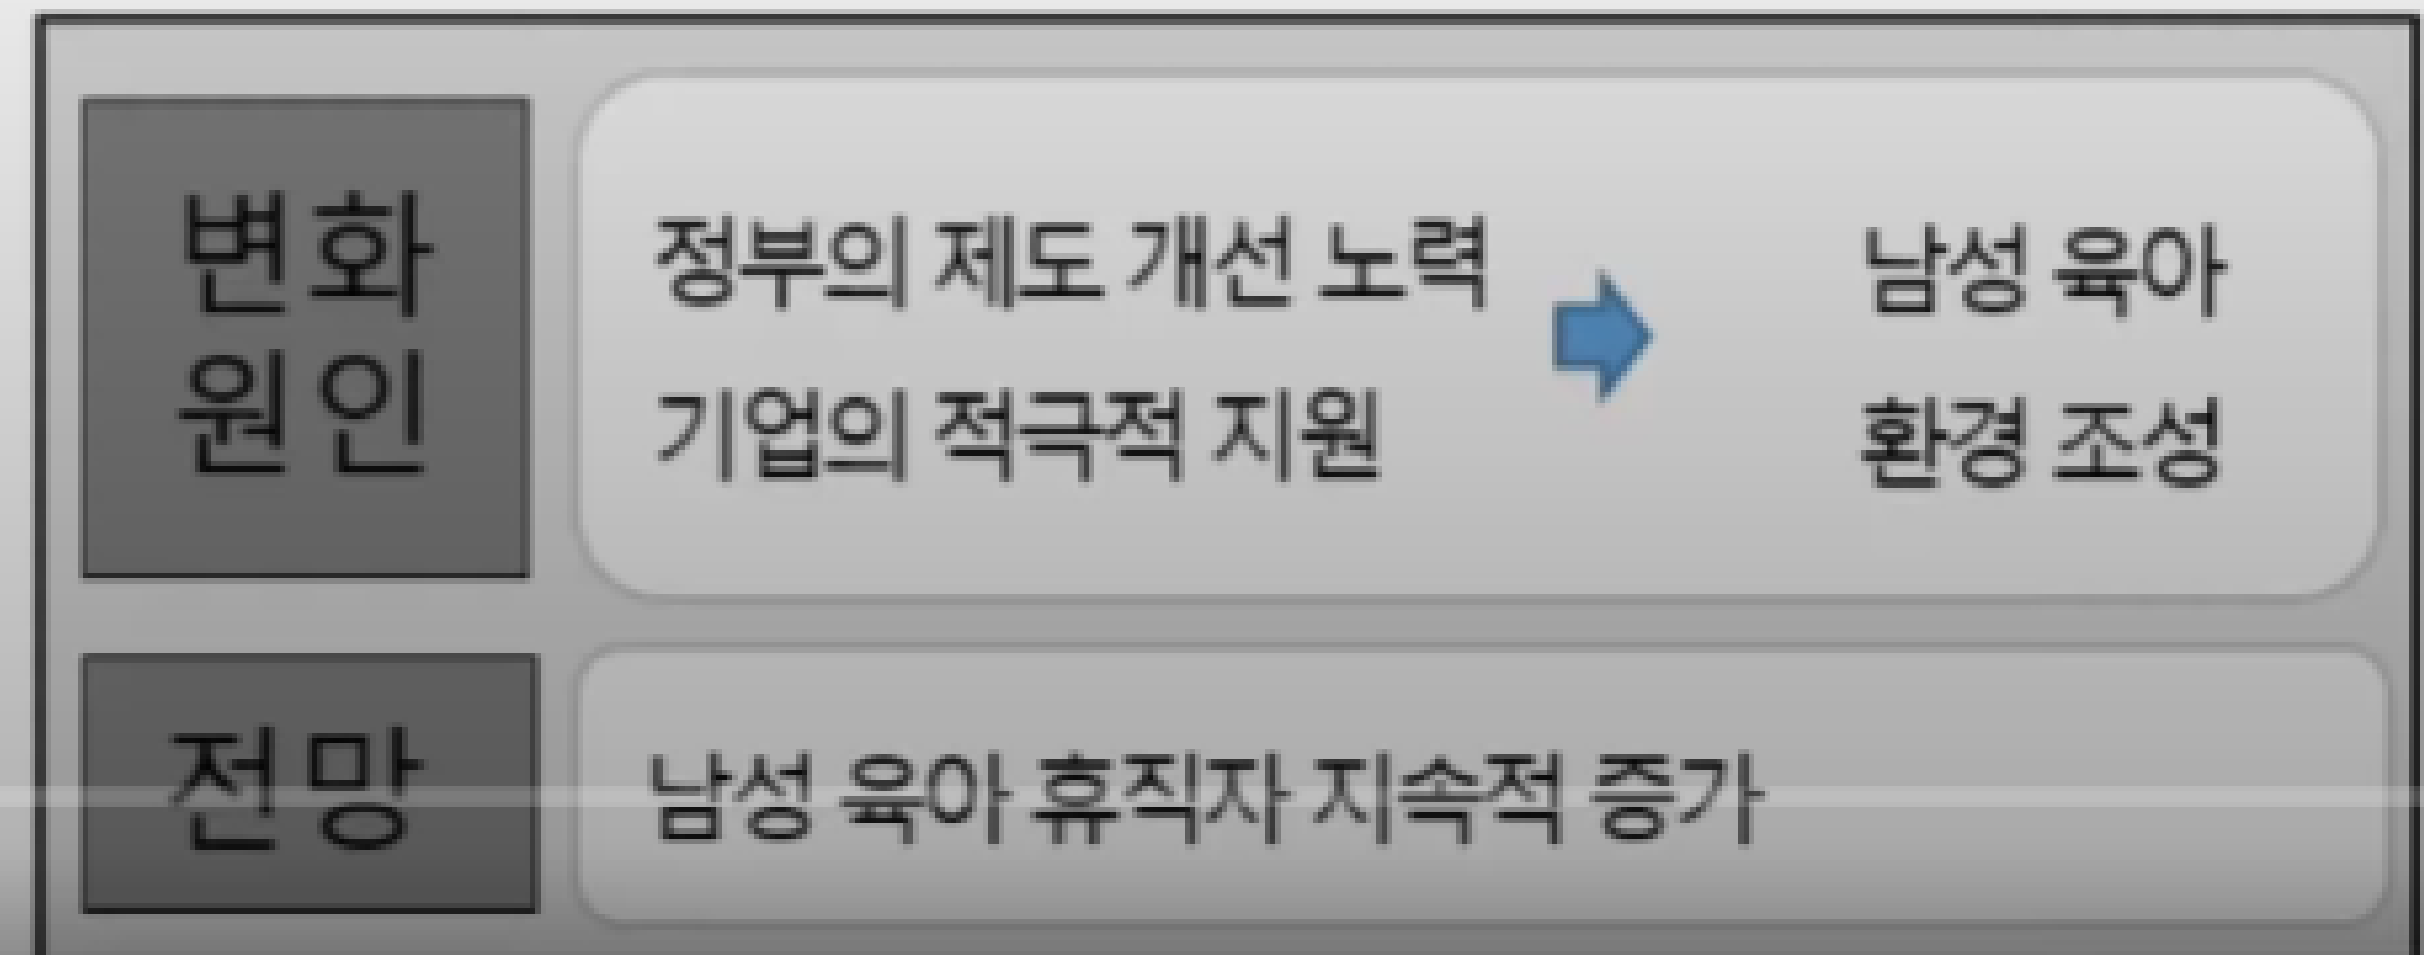 변화
원인
정부의 제도 개선 노력
기업의 적극적 지원
남성 육아
환경 조성
전망
남성 육아 휴직자 지속적 증가